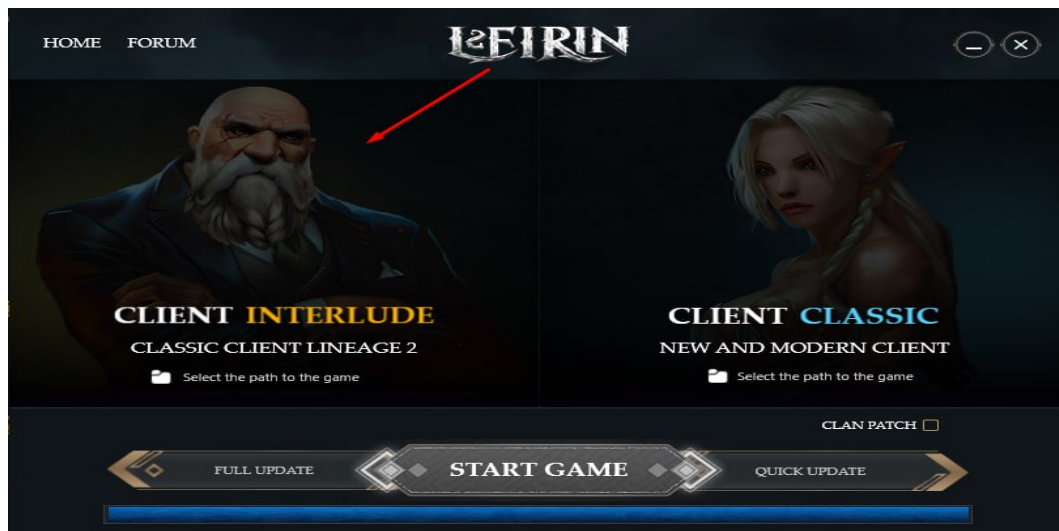 HOME FORUM
L2EIRIN
CLIENT INTERLUDE
CLASSIC CLIENT LINEAGE 2
Select the path to the game
CLIENT CLASSIC
NEW AND MODERN CLIENT
Select the path to the game
CLAN PATCH
FULL UPDATE
START GAME
QUICK UPDATE